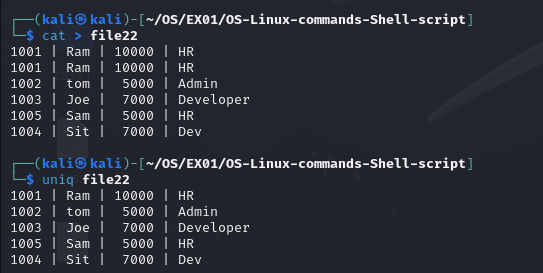 ┌──(kali㉿kali)-[~/OS/EX01/OS-Linux-commands-Shell-script]
└─$ cat > file22
1001 | Ram | 10000 | HR
1001 | Ram | 10000 | HR
1002 | tom |  5000 | Admin
1003 | Joe |  7000 | Developer
1005 | Sam |  5000 | HR
1004 | Sit |  7000 | Dev
┌──(kali㉿kali)-[~/OS/EX01/OS-Linux-commands-Shell-script]
└─$ uniq file22
1001 | Ram | 10000 | HR
1002 | tom |  5000 | Admin
1003 | Joe |  7000 | Developer
1005 | Sam |  5000 | HR
1004 | Sit |  7000 | Dev